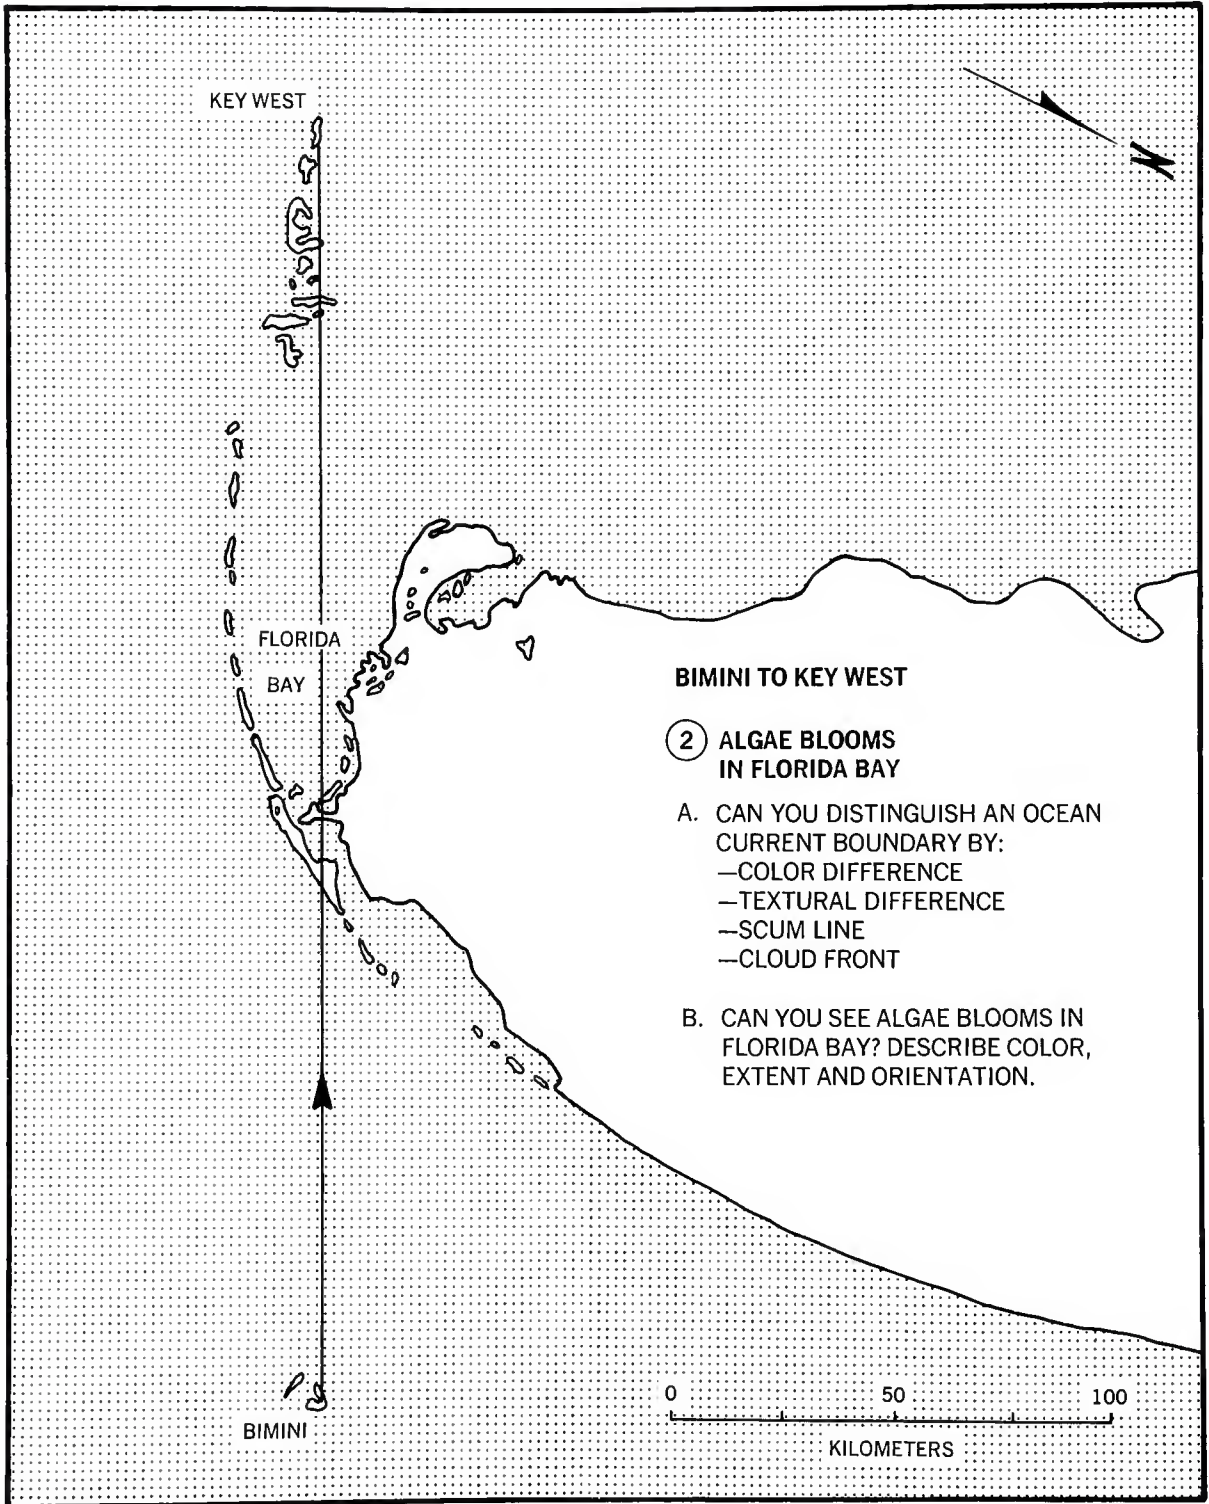 KEY WEST
N
FLORIDA
BAY
BIMINI TO KEY WEST
2 ALGAE BLOOMS
IN FLORIDA BAY
A. CAN YOU DISTINGUISH AN OCEAN
CURRENT BOUNDARY BY:
—COLOR DIFFERENCE
—TEXTURAL DIFFERENCE
—SCUM LINE
—CLOUD FRONT
B. CAN YOU SEE ALGAE BLOOMS IN
FLORIDA BAY? DESCRIBE COLOR,
EXTENT AND ORIENTATION.
0 50 100
KILOMETERS
BIMINI